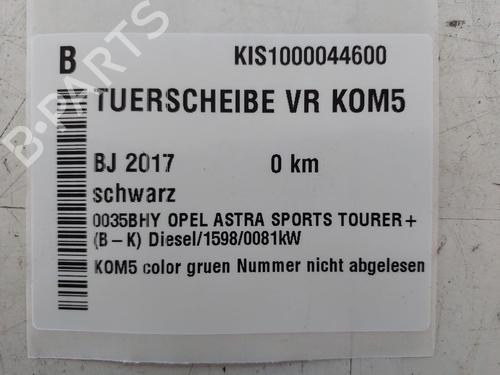 B KIS1000044600
TUERSCHEIBE VR KOM5
BJ 2017 0 km
schwarz
0035BHY OPEL ASTRA SPORTS TOURER+
(B-K) Diesel/1598/0081kW
KOM5 color gruen Nummer nicht abgelesen
B-PARTS